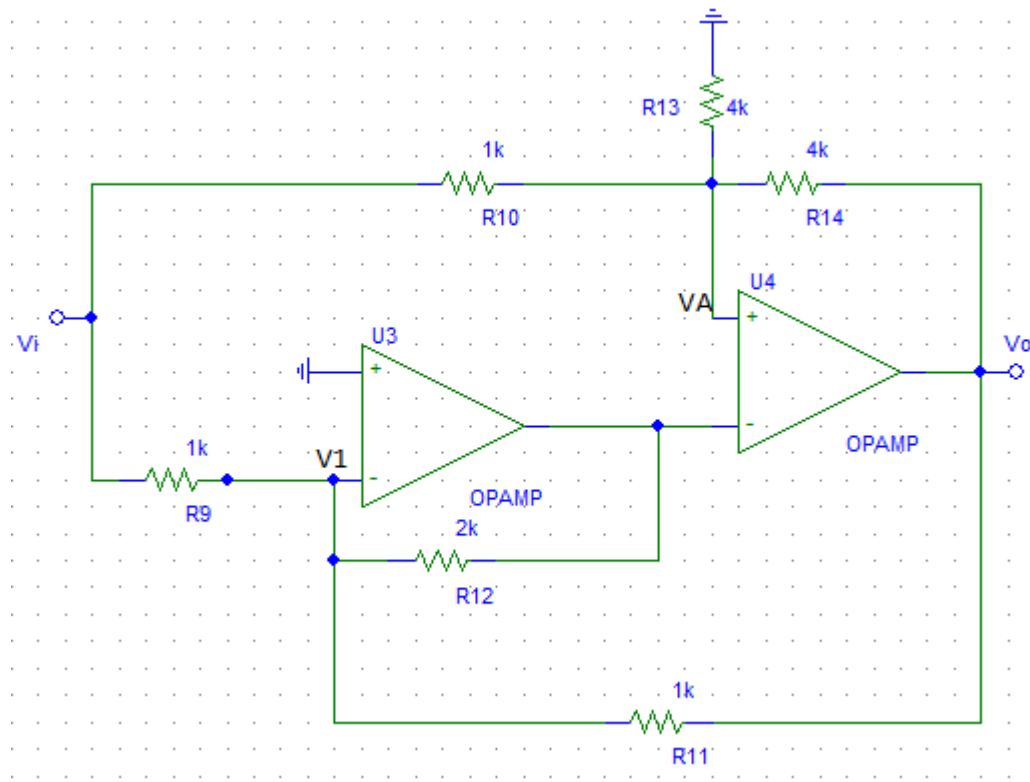 R13 4k
1k
4k
R10
R14
U4
VA
+
Vi
U3
Vo
+
-
OPAMP
1k
V1
-
R9
OPAMP
2k
R12
1k
R11